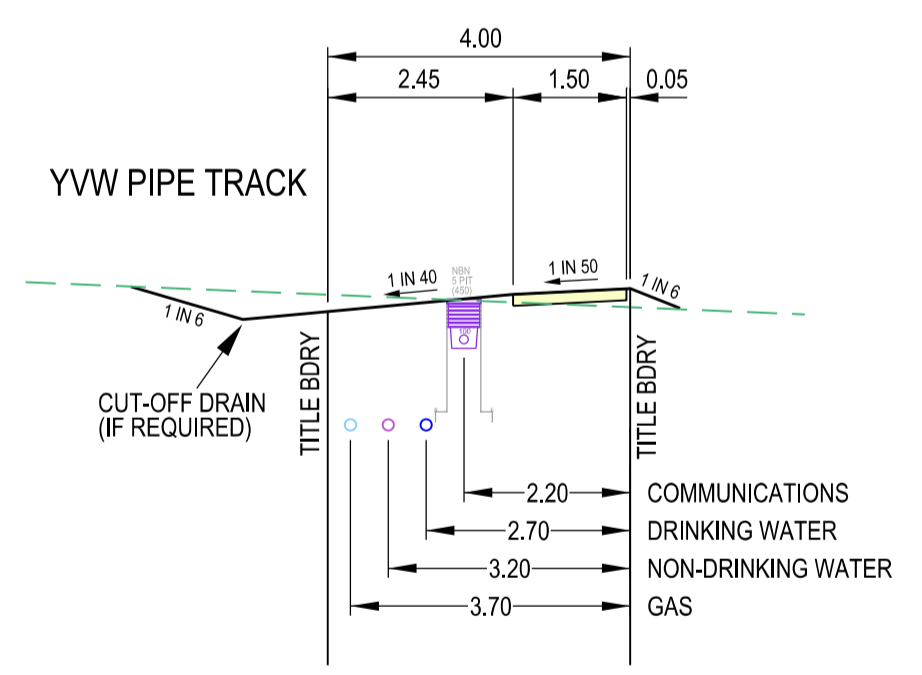 4.00
2.45
1.50
0.05
YVW PIPE TRACK
1 IN 40
NBN
5 PIT
(450)
1 IN 50
1 IN 6
1 IN 6
100
CUT-OFF DRAIN
(IF REQUIRED)
TITLE BDRY
TITLE BDRY
2.20
COMMUNICATIONS
2.70
DRINKING WATER
3.20
NON-DRINKING WATER
3.70
GAS